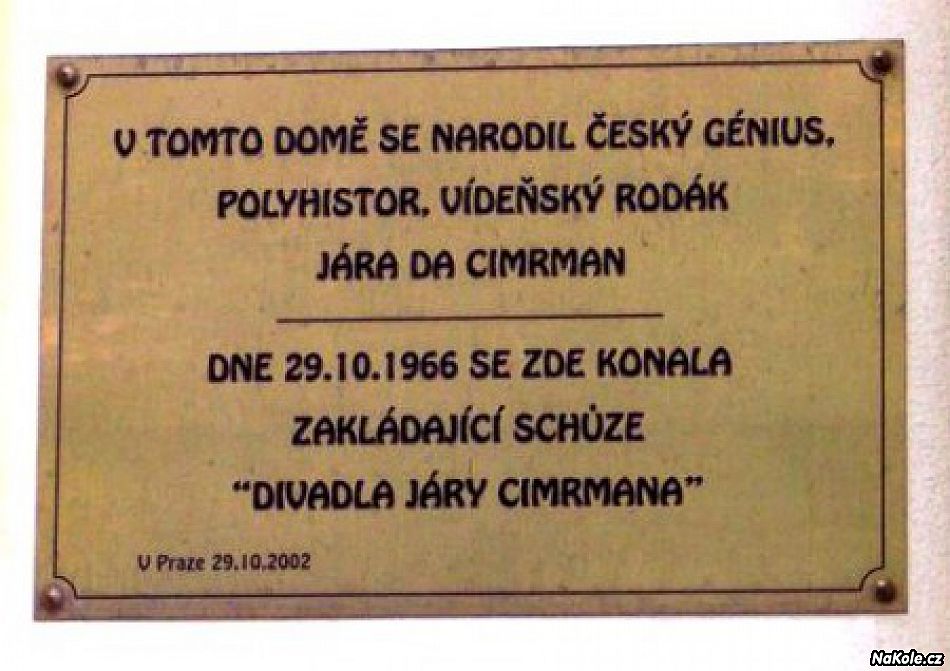 V TOMTO DOMĚ SE NARODIL ČESKÝ GÉNIUS,
POLYHISTOR, VÍDEŇSKÝ RODÁK
JÁRA DA CIMRMAN
DNE 29.10.1966 SE ZDE KONALA
ZAKLÁDAJÍCÍ SCHŮZE
“DIVADLA JÁRY CIMRMANA”
V Praze 29.10.2002
NaKole.cz